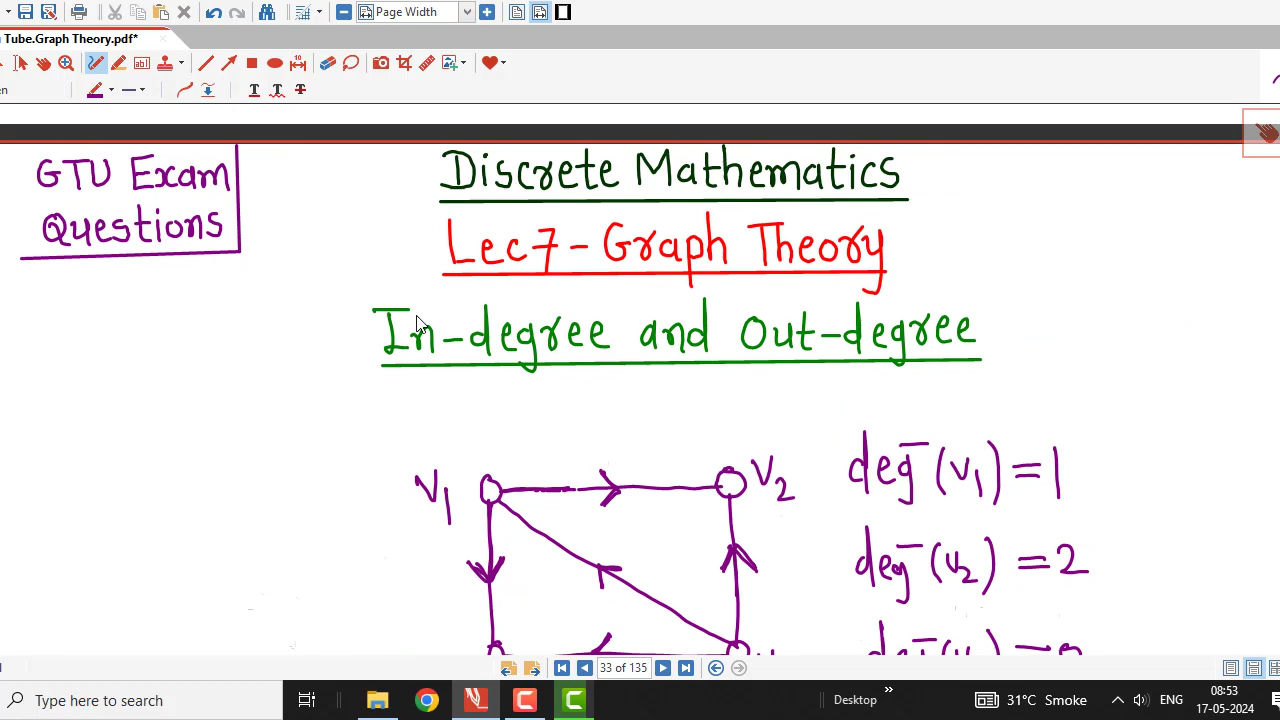 Page Width
Tube.Graph Theory.pdf*
GTU Exam
Questions
Discrete Mathematics
Lec7-Graph Theory
In-degree and Out-degree
V1
V2
deg⁻(V1)=1
deg⁻(V2)=2
33 of 135
Type here to search
Desktop
31°C Smoke
ENG
08:53
17-05-2024